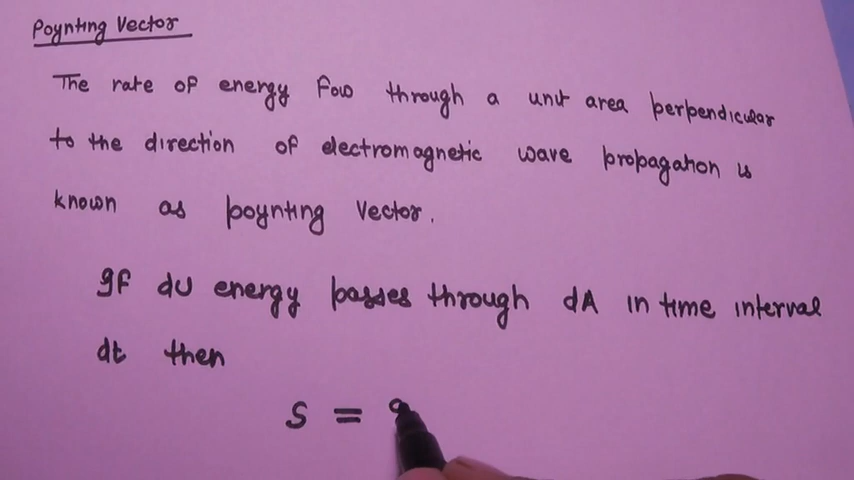 Poynting Vector
The rate of energy Fow through a unit area perpendicular
to the direction of electromagnetic wave propagation is
known as poynting Vector.
If dU energy passes through dA in time interval
dt then
S =